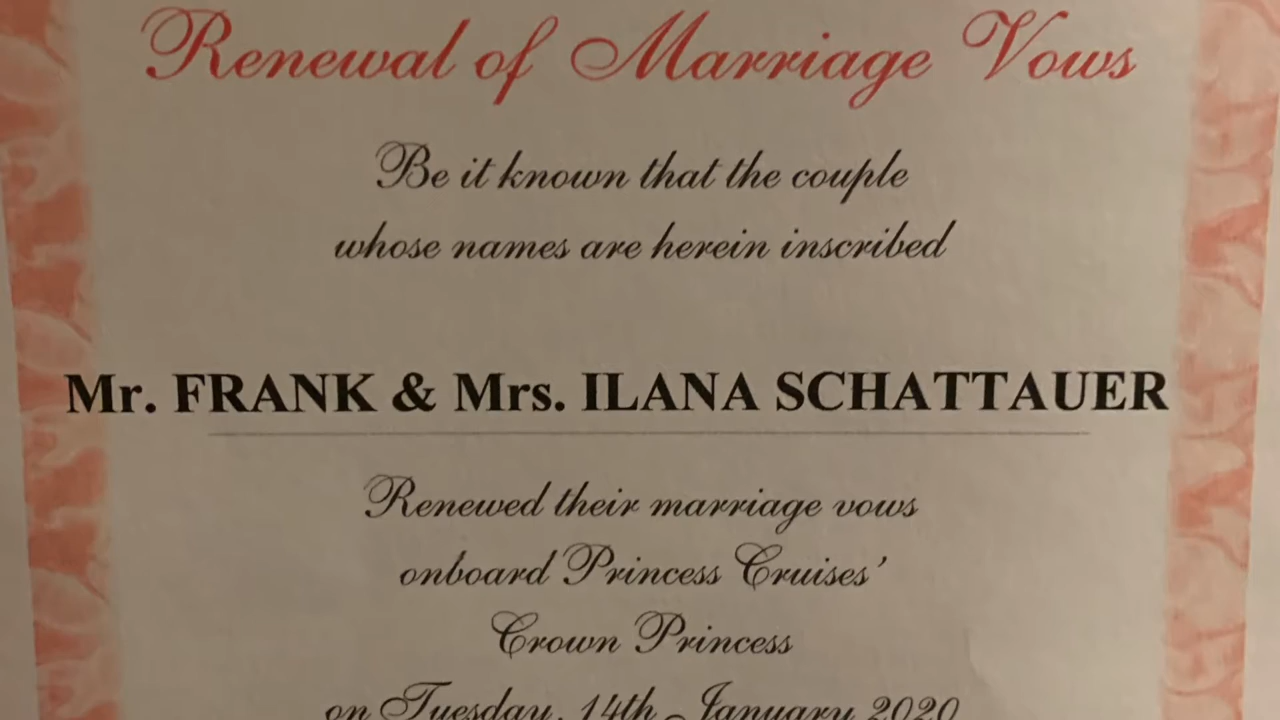 Renewal of Marriage Vows
Be it known that the couple
whose names are herein inscribed
Mr. FRANK & Mrs. ILANA SCHATTAUER
Renewed their marriage vows
onboard Princess Cruises'
Crown Princess
on Tuesday, 14th January 2020